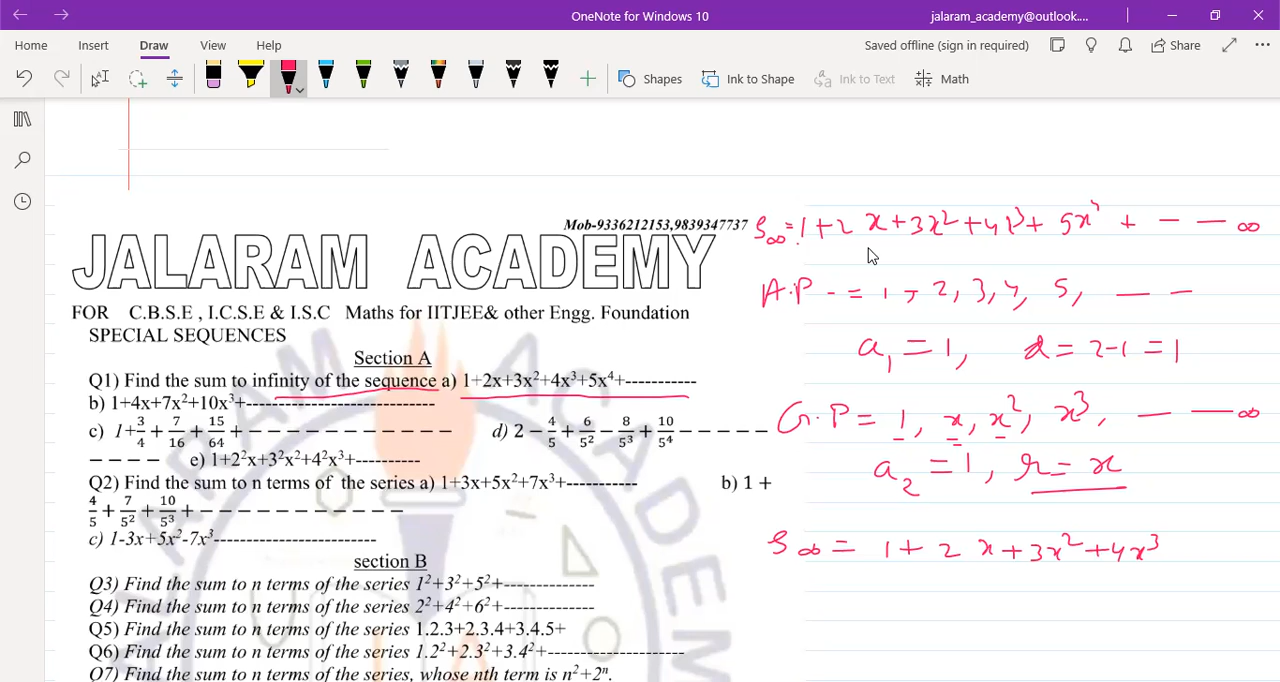 OneNote for Windows 10
jalaram_academy@outlook....
Home Insert Draw View Help
Saved offline (sign in required) Share
Shapes Ink to Shape Ink to Text Math
Mob-9336212153,9839347737
JALARAM ACADEMY
FOR C.B.S.E , I.C.S.E & I.S.C Maths for IITJEE& other Engg. Foundation
SPECIAL SEQUENCES
Section A
Q1) Find the sum to infinity of the sequence a) 1+2x+3x²+4x³+5x⁴+-----------
b) 1+4x+7x²+10x³+-----------------------------
c) 1+3/4+7/16+15/64+− − − − − − − − − − − − d) 2 − 4/5 + 6/5² − 8/5³ + 10/5⁴ − − − − −
− − − − e) 1+2²x+3²x²+4²x³+----------
Q2) Find the sum to n terms of the series a) 1+3x+5x²+7x³+----------- b) 1 +
4/5 + 7/5² + 10/5³ + − − − − − − − − − − − −
c) 1-3x+5x²-7x³-------------------------
section B
Q3) Find the sum to n terms of the series 1²+3²+5²+--------------
Q4) Find the sum to n terms of the series 2²+4²+6²+--------------
Q5) Find the sum to n terms of the series 1.2.3+2.3.4+3.4.5+
Q6) Find the sum to n terms of the series 1.2²+2.3²+3.4²+---------------------
Q7) Find the sum to n terms of the series, whose nth term is n²+2ⁿ.
S∞ = 1+2x+3x²+4x³+ 5x⁴ + - - ∞
A.P - = 1, 2, 3, 4, 5, - -
a₁ = 1, d = 2-1 = 1
G.P = 1, x, x², x³, - - ∞
a₂ = 1, r = x
S∞ = 1+ 2x+3x²+4x³
ACADEMY